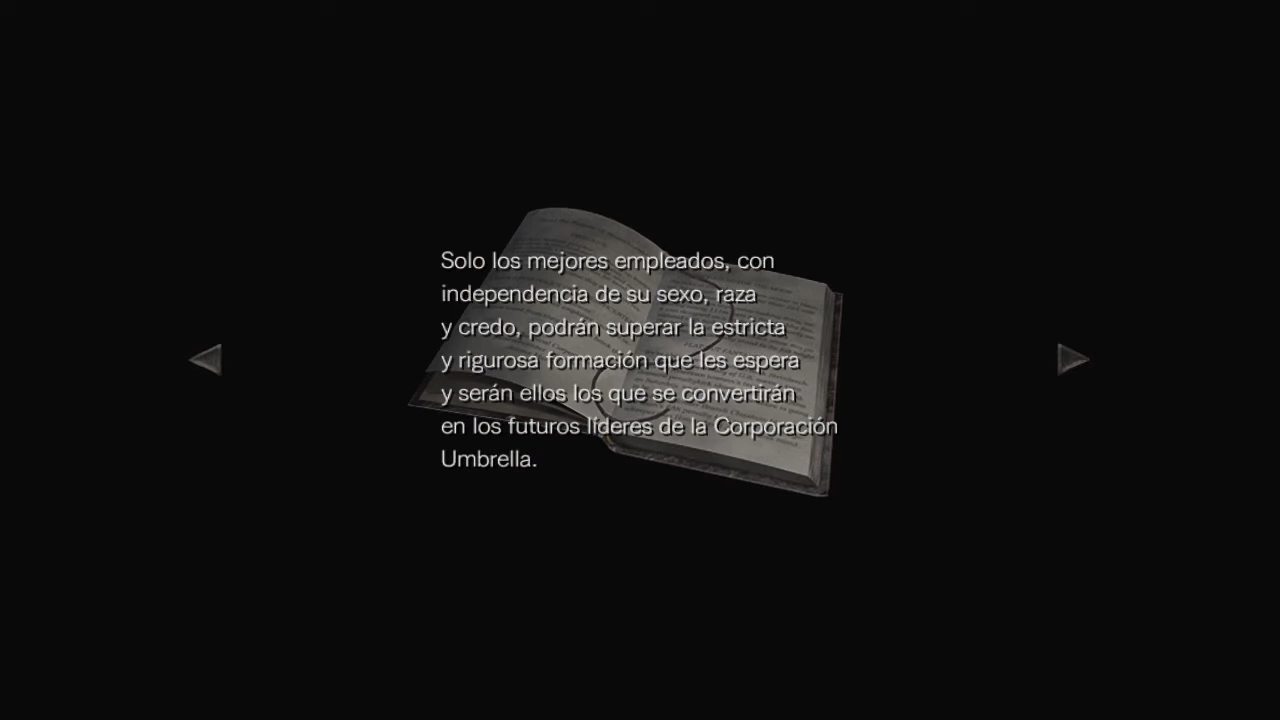 Solo los mejores empleados, con
independencia de su sexo, raza
y credo, podrán superar la estricta
y rigurosa formación que les espera
y serán ellos los que se convertirán
en los futuros líderes de la Corporación
Umbrella.